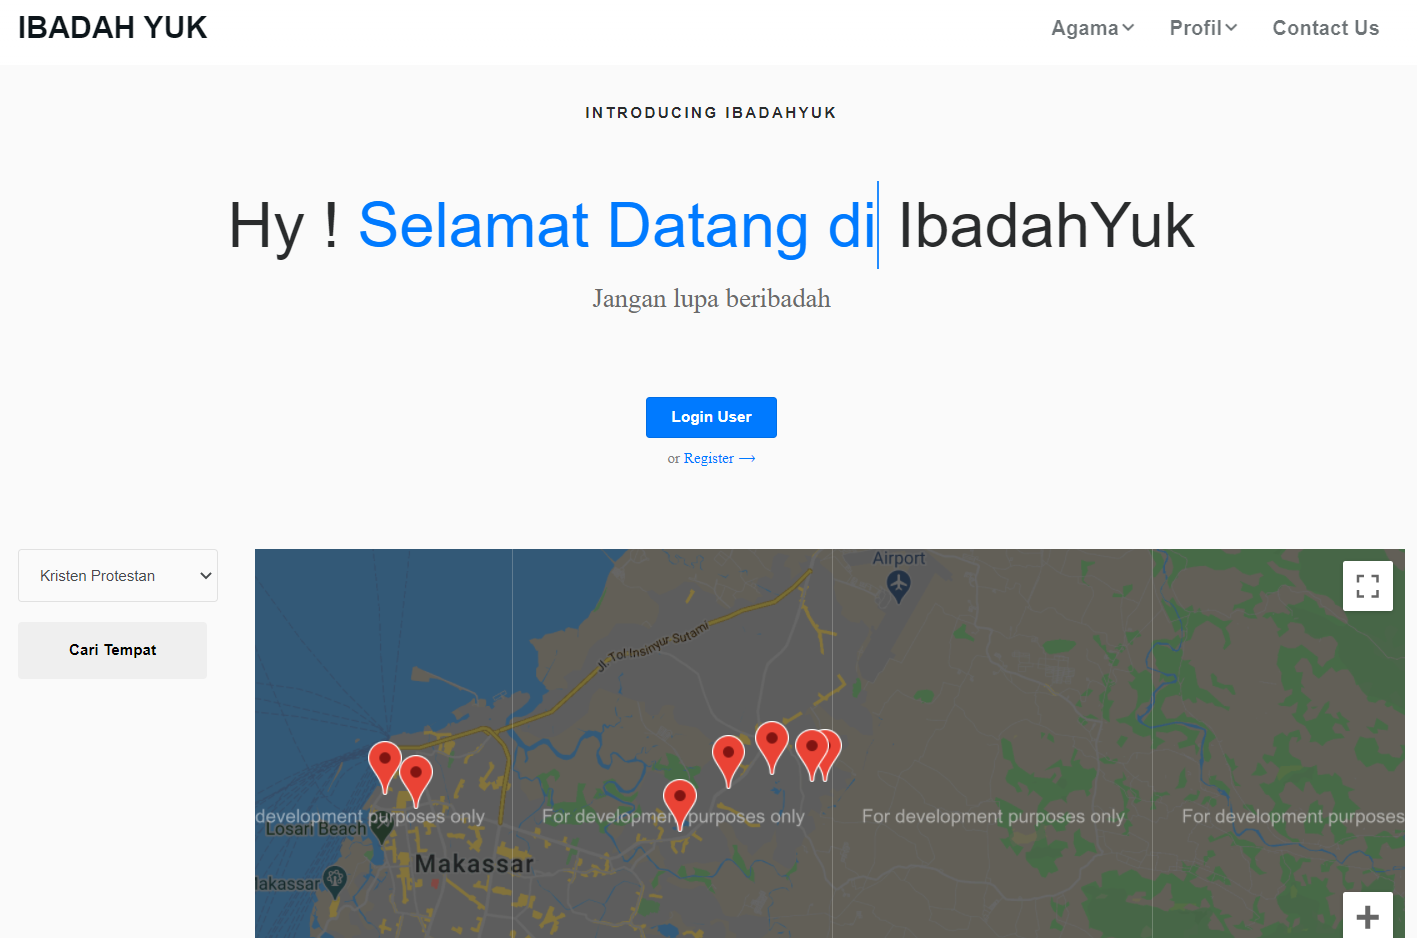 IBADAH YUK
Agama Profil Contact Us
INTRODUCING IBADAHYUK
Hy ! Selamat Datang di IbadahYuk
Jangan lupa beribadah
Login User
or Register →
Kristen Protestan
Cari Tempat
Airport
Jl. Tol Insinyur Sutami
development purposes only
For development purposes only
For development purposes only
For development purposes
Losari Beach
Makassar
Makassar